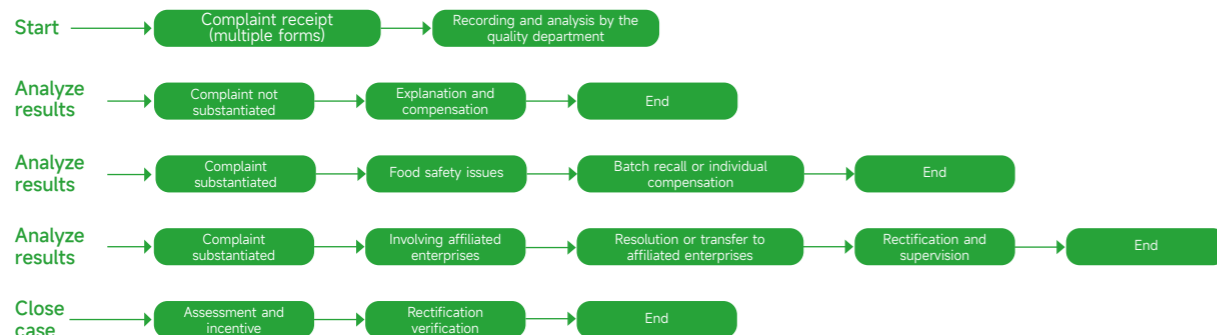 Start
Complaint receipt
(multiple forms)
Recording and analysis by the
quality department
Analyze
results
Complaint not
substantiated
Explanation and
compensation
End
Analyze
results
Complaint
substantiated
Food safety issues
Batch recall or individual
compensation
End
Analyze
results
Complaint
substantiated
Involving affiliated
enterprises
Resolution or transfer to
affiliated enterprises
Rectification and
supervision
End
Close
case
Assessment and
incentive
Rectification
verification
End